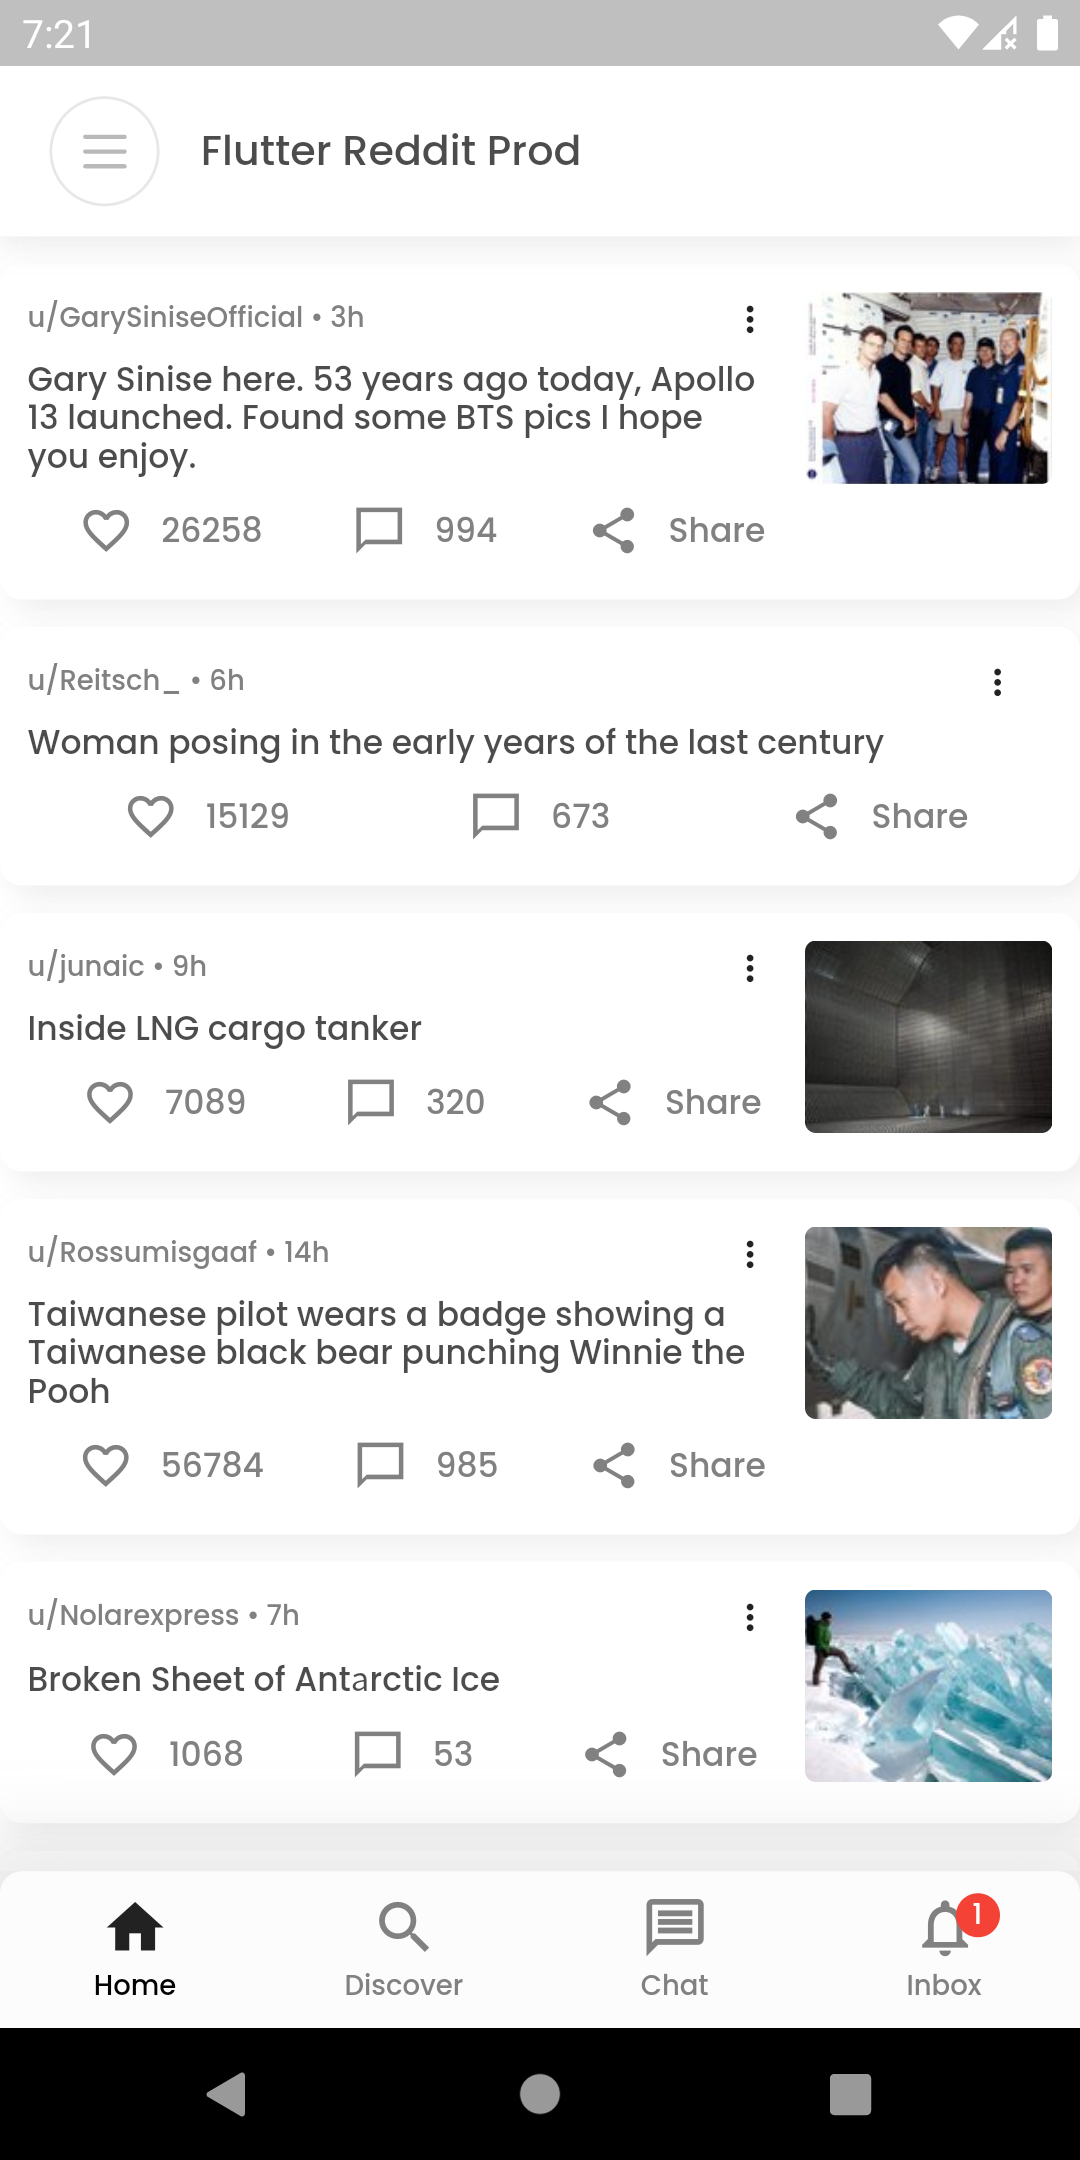 7:21
Flutter Reddit Prod
u/GarySiniseOfficial • 3h
Gary Sinise here. 53 years ago today, Apollo
13 launched. Found some BTS pics I hope
you enjoy.
26258 994 Share
u/Reitsch_ • 6h
Woman posing in the early years of the last century
15129 673 Share
u/junaic • 9h
Inside LNG cargo tanker
7089 320 Share
u/Rossumisgaaf • 14h
Taiwanese pilot wears a badge showing a
Taiwanese black bear punching Winnie the
Pooh
56784 985 Share
u/Nolarexpress • 7h
Broken Sheet of Antarctic Ice
1068 53 Share
1
Home Discover Chat Inbox